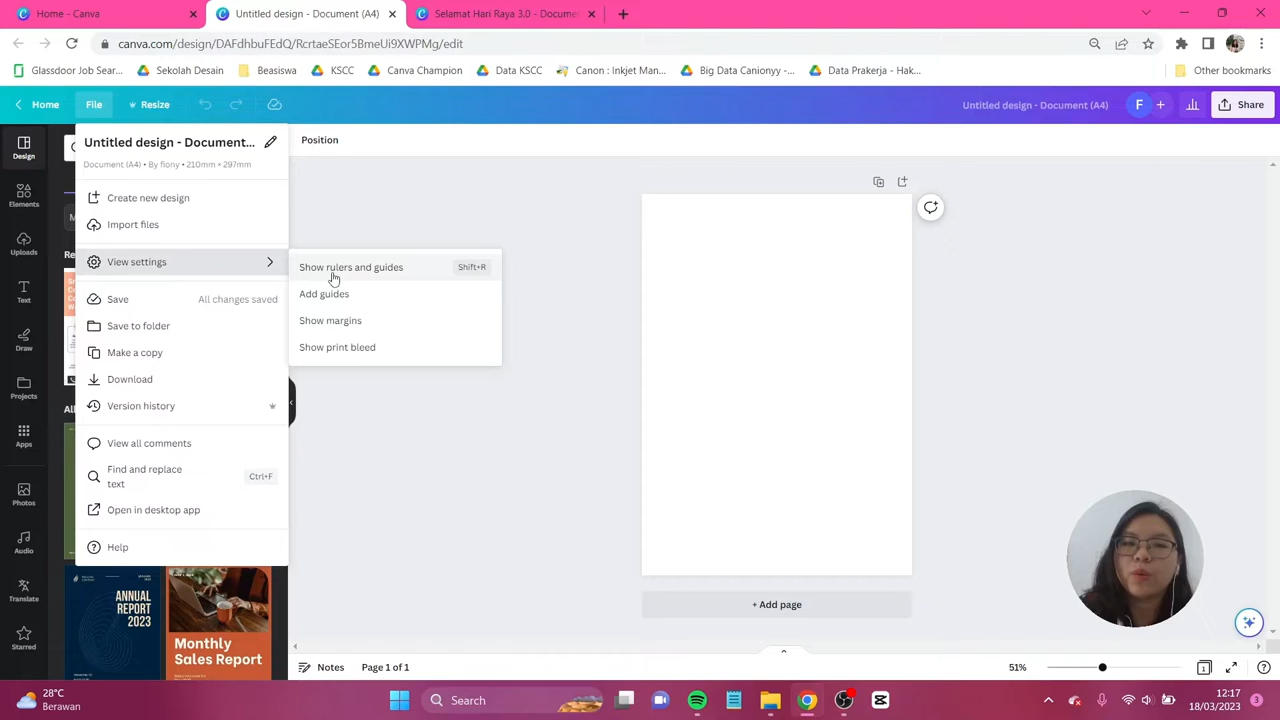 Home - Canva
Untitled design - Document (A4)
Selamat Hari Raya 3.0 - Docume
canva.com/design/DAFdhbuFEdQ/RcrtaeSEor5BmeUi9XWPMg/edit
Glassdoor Job Sear...
Sekolah Desain
Beasiswa
KSCC
Canva Champion
Data KSCC
Canon : Inkjet Man...
Big Data Canionyy -...
Data Prakerja - Hak...
Other bookmarks
Home
File
Resize
Untitled design - Document (A4)
F
Share
Design
Elements
Uploads
Text
Draw
Projects
Apps
Photos
Audio
Translate
Starred
Untitled design - Document...
Document (A4) • By fiony • 210mm × 297mm
Create new design
Import files
View settings
Save
All changes saved
Save to folder
Make a copy
Download
Version history
View all comments
Find and replace
text
Ctrl+F
Open in desktop app
Help
Position
Show rulers and guides
Shift+R
Add guides
Show margins
Show print bleed
ANNUAL
REPORT
2023
Monthly
Sales Report
+ Add page
Notes
Page 1 of 1
51%
1
28°C
Berawan
Search
12:17
18/03/2023
3